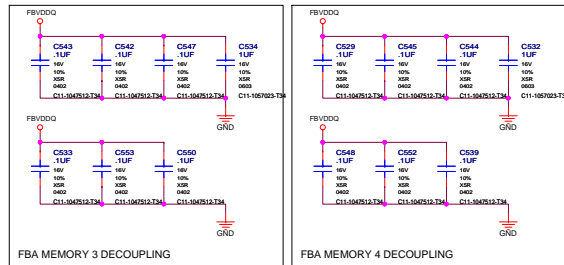 FBVDDQ
C543
.1UF
16V
10%
X5R
0402
C11-1047512-T34
C542
.1UF
16V
10%
X5R
0402
C11-1047512-T34
C547
.1UF
16V
10%
X5R
0402
C11-1047512-T34
C534
1UF
16V
10%
X5R
0603
C11-1057023-T34
GND
FBVDDQ
C533
.1UF
16V
10%
X5R
0402
C11-1047512-T34
C553
.1UF
16V
10%
X5R
0402
C11-1047512-T34
C550
.1UF
16V
10%
X5R
0402
C11-1047512-T34
GND
FBA MEMORY 3 DECOUPLING
FBVDDQ
C529
.1UF
16V
10%
X5R
0402
C11-1047512-T34
C545
.1UF
16V
10%
X5R
0402
C11-1047512-T34
C544
.1UF
16V
10%
X5R
0402
C11-1047512-T34
C532
1UF
16V
10%
X5R
0603
C11-1057023-T34
GND
FBVDDQ
C548
.1UF
16V
10%
X5R
0402
C11-1047512-T34
C552
.1UF
16V
10%
X5R
0402
C11-1047512-T34
C539
.1UF
16V
10%
X5R
0402
C11-1047512-T34
GND
FBA MEMORY 4 DECOUPLING